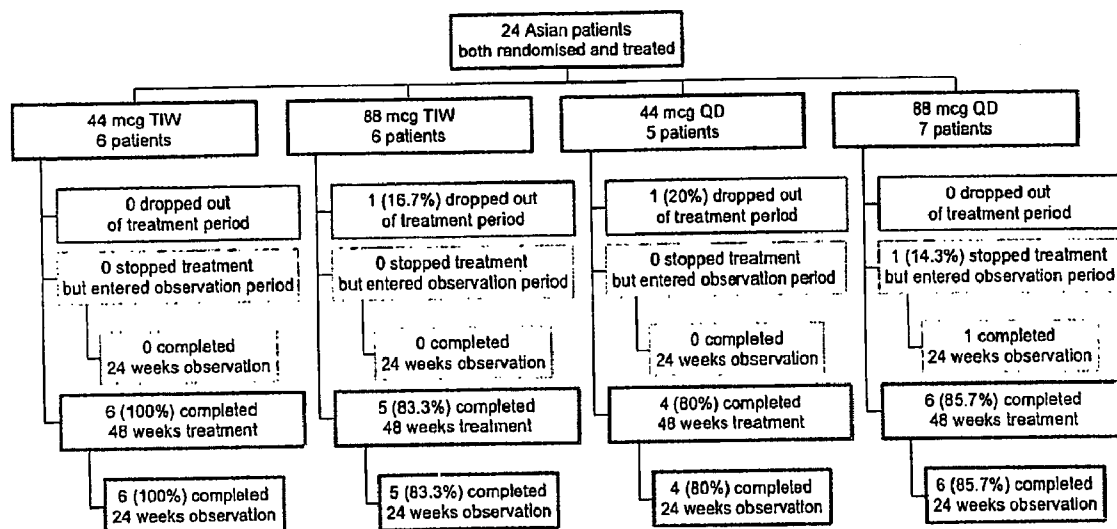 24 Asian patients
both randomised and treated
44 mcg TIW
6 patients
0 dropped out
of treatment period
0 stopped treatment
but entered observation period
0 completed
24 weeks observation
6 (100%) completed
48 weeks treatment
6 (100%) completed
24 weeks observation
88 mcg TIW
6 patients
1 (16.7%) dropped out
of treatment period
0 stopped treatment
but entered observation period
0 completed
24 weeks observation
5 (83.3%) completed
48 weeks treatment
5 (83.3%) completed
24 weeks observation
44 mcg QD
5 patients
1 (20%) dropped out
of treatment period
0 stopped treatment
but entered observation period
0 completed
24 weeks observation
4 (80%) completed
48 weeks treatment
4 (80%) completed
24 weeks observation
88 mcg QD
7 patients
0 dropped out
of treatment period
1 (14.3%) stopped treatment
but entered observation period
1 completed
24 weeks observation
6 (85.7%) completed
48 weeks treatment
6 (85.7%) completed
24 weeks observation